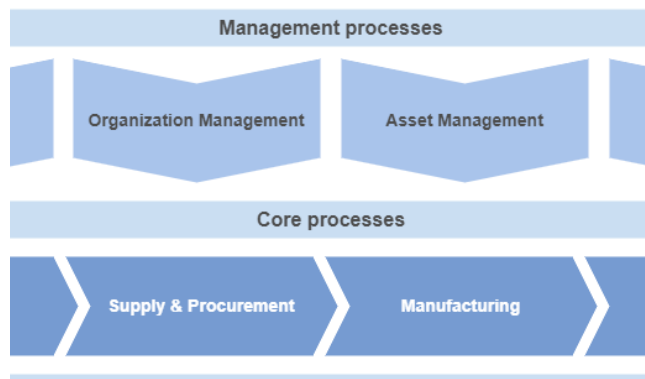 Management processes
Organization Management
Asset Management
Core processes
Supply & Procurement
Manufacturing